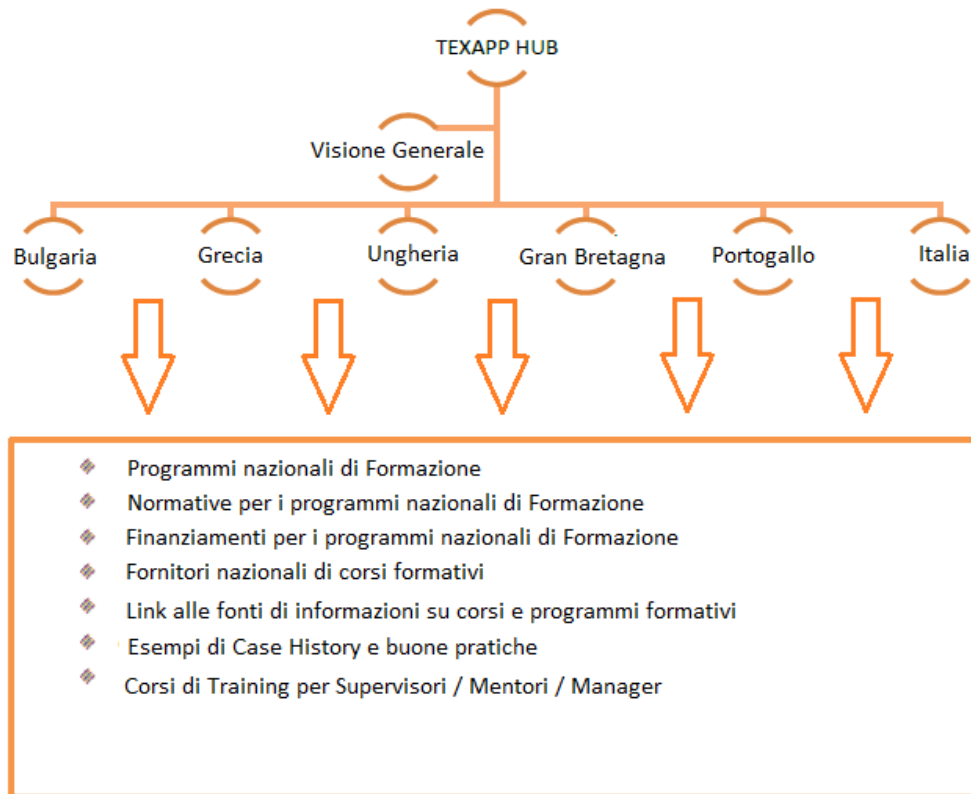 TEXAPP HUB
Visione Generale
Bulgaria
Grecia
Ungheria
Gran Bretagna
Portogallo
Italia
Programmi nazionali di Formazione
Normative per i programmi nazionali di Formazione
Finanziamenti per i programmi nazionali di Formazione
Fornitori nazionali di corsi formativi
Link alle fonti di informazioni su corsi e programmi formativi
Esempi di Case History e buone pratiche
Corsi di Training per Supervisori / Mentori / Manager